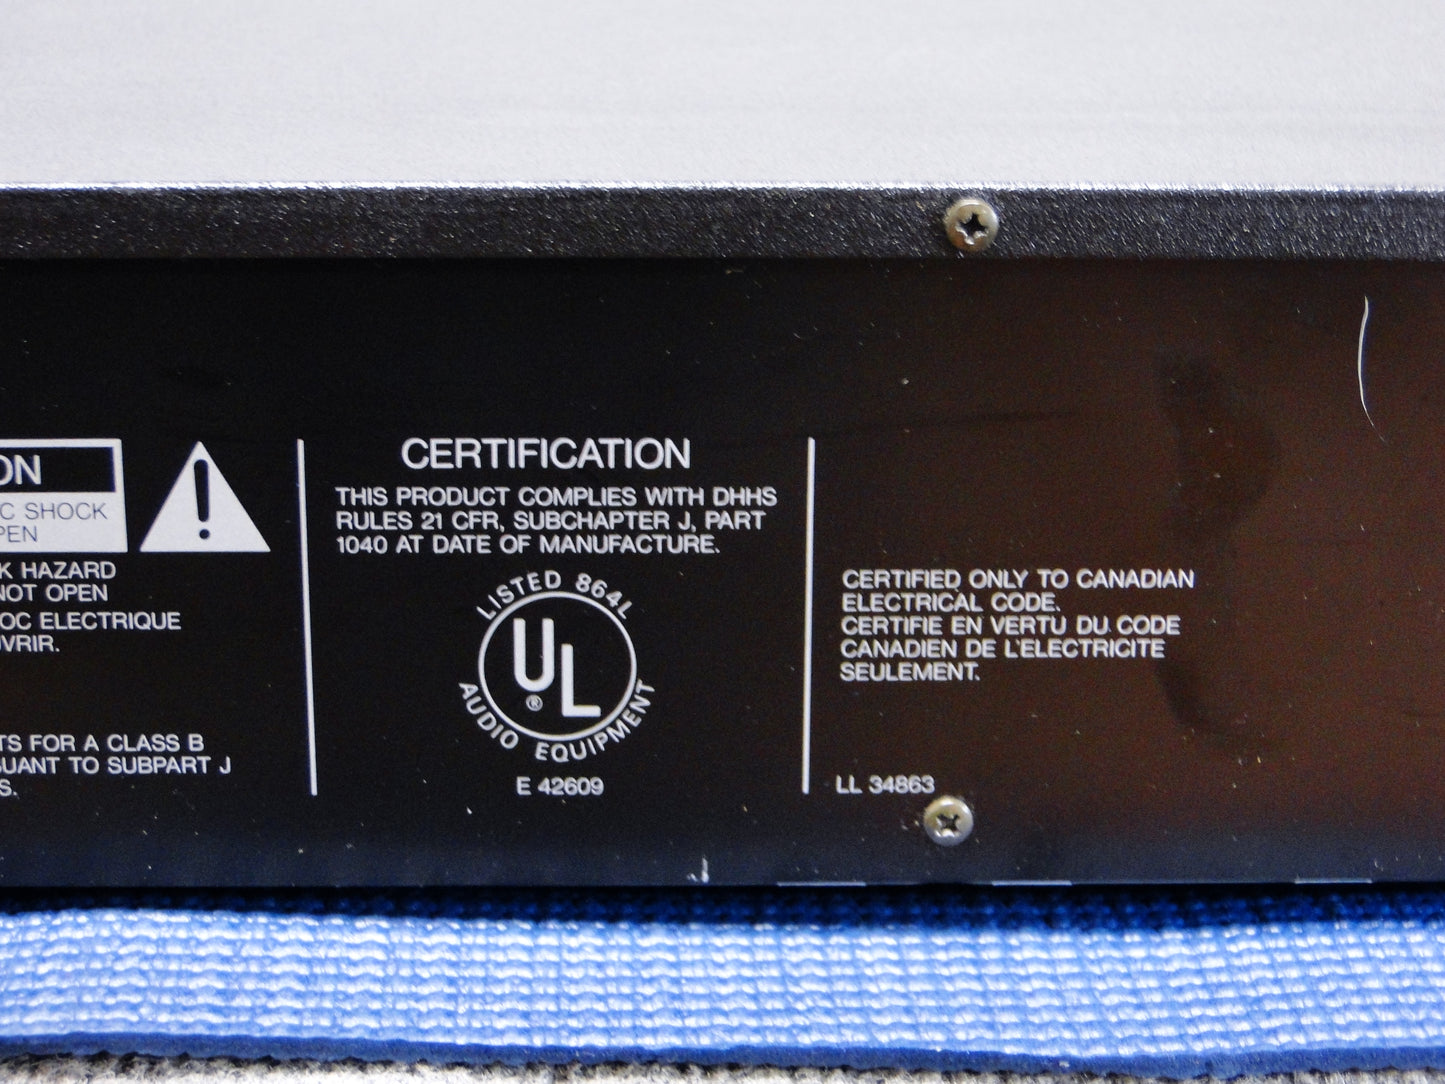 ON
C SHOCK
PEN
K HAZARD
NOT OPEN
OC ELECTRIQUE
UVRIR.
TS FOR A CLASS B
SUANT TO SUBPART J
S.
CERTIFICATION
THIS PRODUCT COMPLIES WITH DHHS
RULES 21 CFR, SUBCHAPTER J, PART
1040 AT DATE OF MANUFACTURE.
LISTED 864L
UL
®
AUDIO EQUIPMENT
E 42609
CERTIFIED ONLY TO CANADIAN
ELECTRICAL CODE.
CERTIFIE EN VERTU DU CODE
CANADIEN DE L'ELECTRICITE
SEULEMENT.
LL 34863